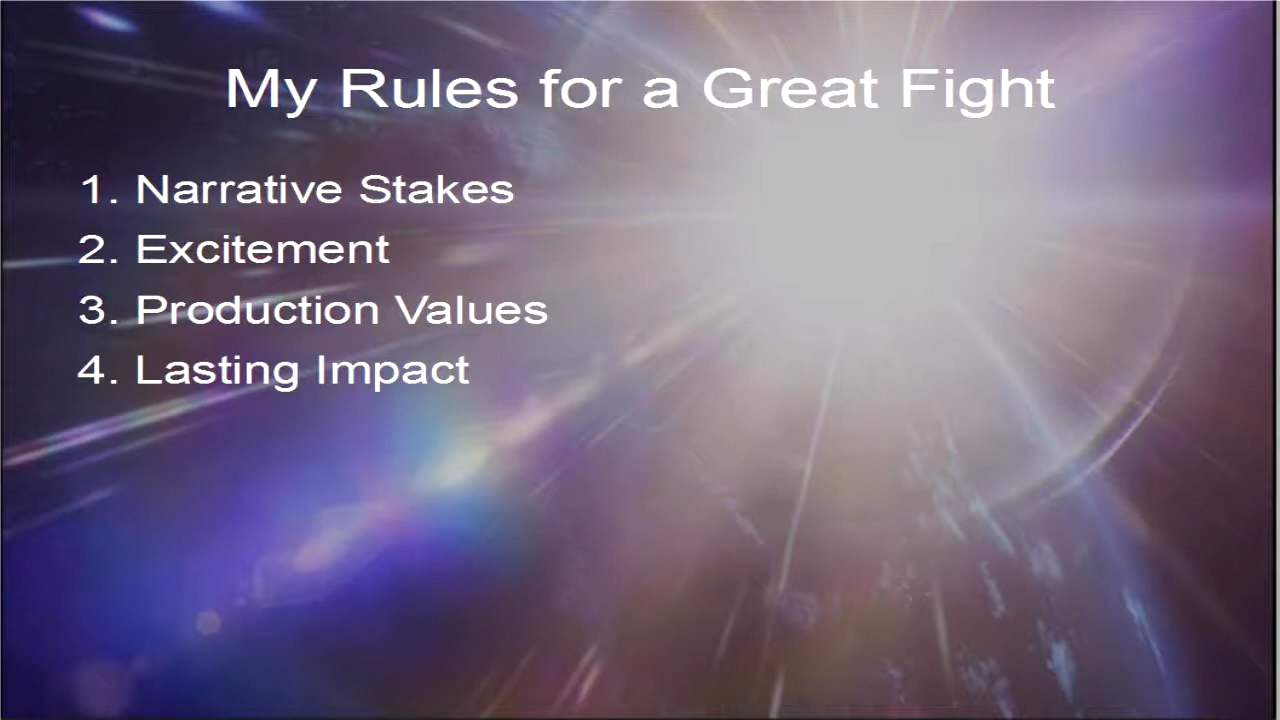 My Rules for a Great Fight
1. Narrative Stakes
2. Excitement
3. Production Values
4. Lasting Impact